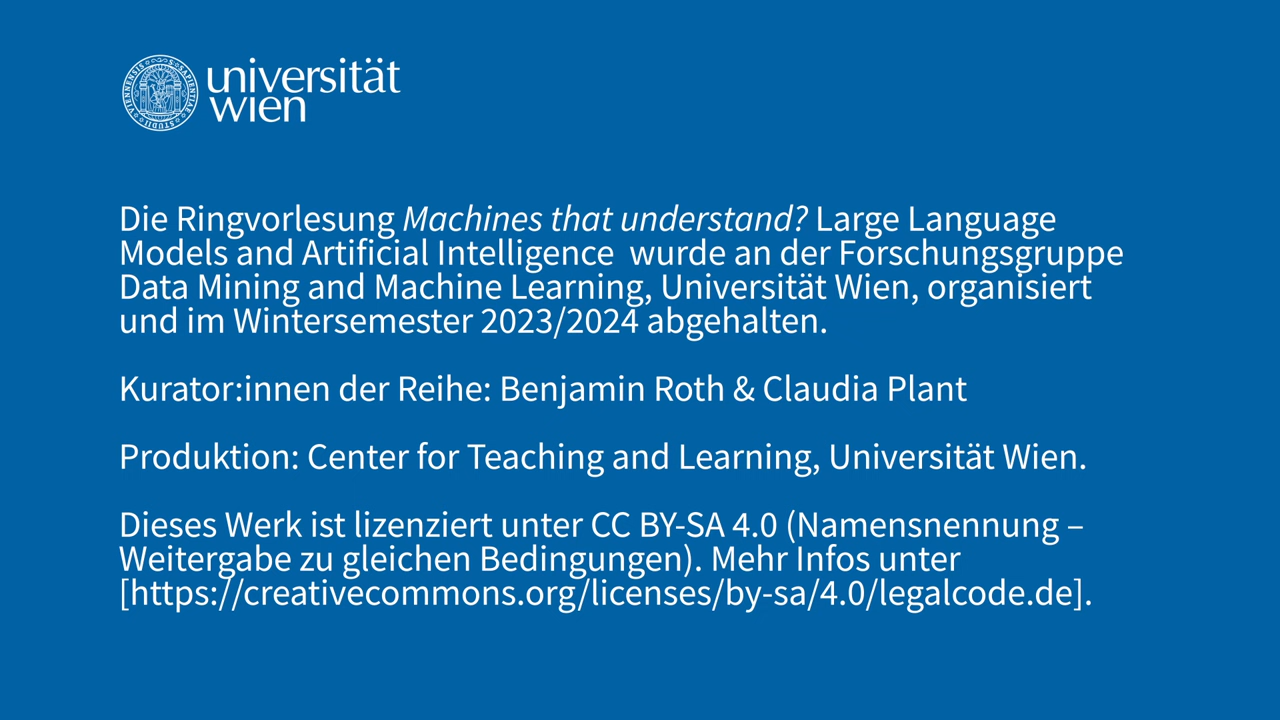 universität
wien
VIENNENSIS
SAPIENTIAE
STUDII
Die Ringvorlesung Machines that understand? Large Language
Models and Artificial Intelligence wurde an der Forschungsgruppe
Data Mining and Machine Learning, Universität Wien, organisiert
und im Wintersemester 2023/2024 abgehalten.
Kurator:innen der Reihe: Benjamin Roth & Claudia Plant
Produktion: Center for Teaching and Learning, Universität Wien.
Dieses Werk ist lizenziert unter CC BY-SA 4.0 (Namensnennung –
Weitergabe zu gleichen Bedingungen). Mehr Infos unter
[https://creativecommons.org/licenses/by-sa/4.0/legalcode.de].